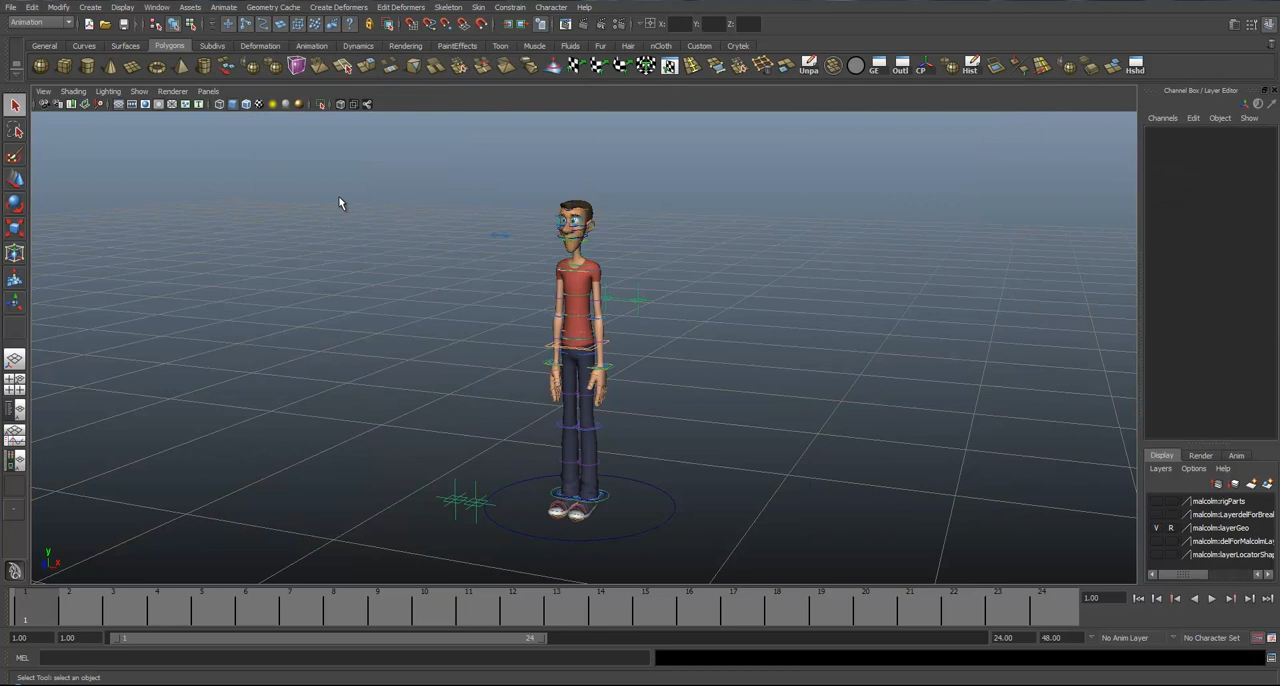 File Edit Modify Create Display Window Assets Animate Geometry Cache Create Deformers Edit Deformers Skeleton Skin Constrain Character Help
Animation X: Y: Z:
General Curves Surfaces Polygons Subdivs Deformation Animation Dynamics Rendering PaintEffects Toon Muscle Fluids Fur Hair nCloth Custom Crytek
Unpa GE Outl CP Hist Hshd
View Shading Lighting Show Renderer Panels
Channel Box / Layer Editor
Channels Edit Object Show
y
x
Display Render Anim
Layers Options Help
malcolm:rigParts
malcolm:LayerdelForBreal
V R malcolm:layerGeo
malcolm:delForMalcolmLa
malcolm:layerLocatorShap
1 2 3 4 5 6 7 8 9 10 11 12 13 14 15 16 17 18 19 20 21 22 23 24
1
1.00
1.00 1.00 1 24 24.00 48.00 No Anim Layer No Character Set
MEL
Select Tool: select an object